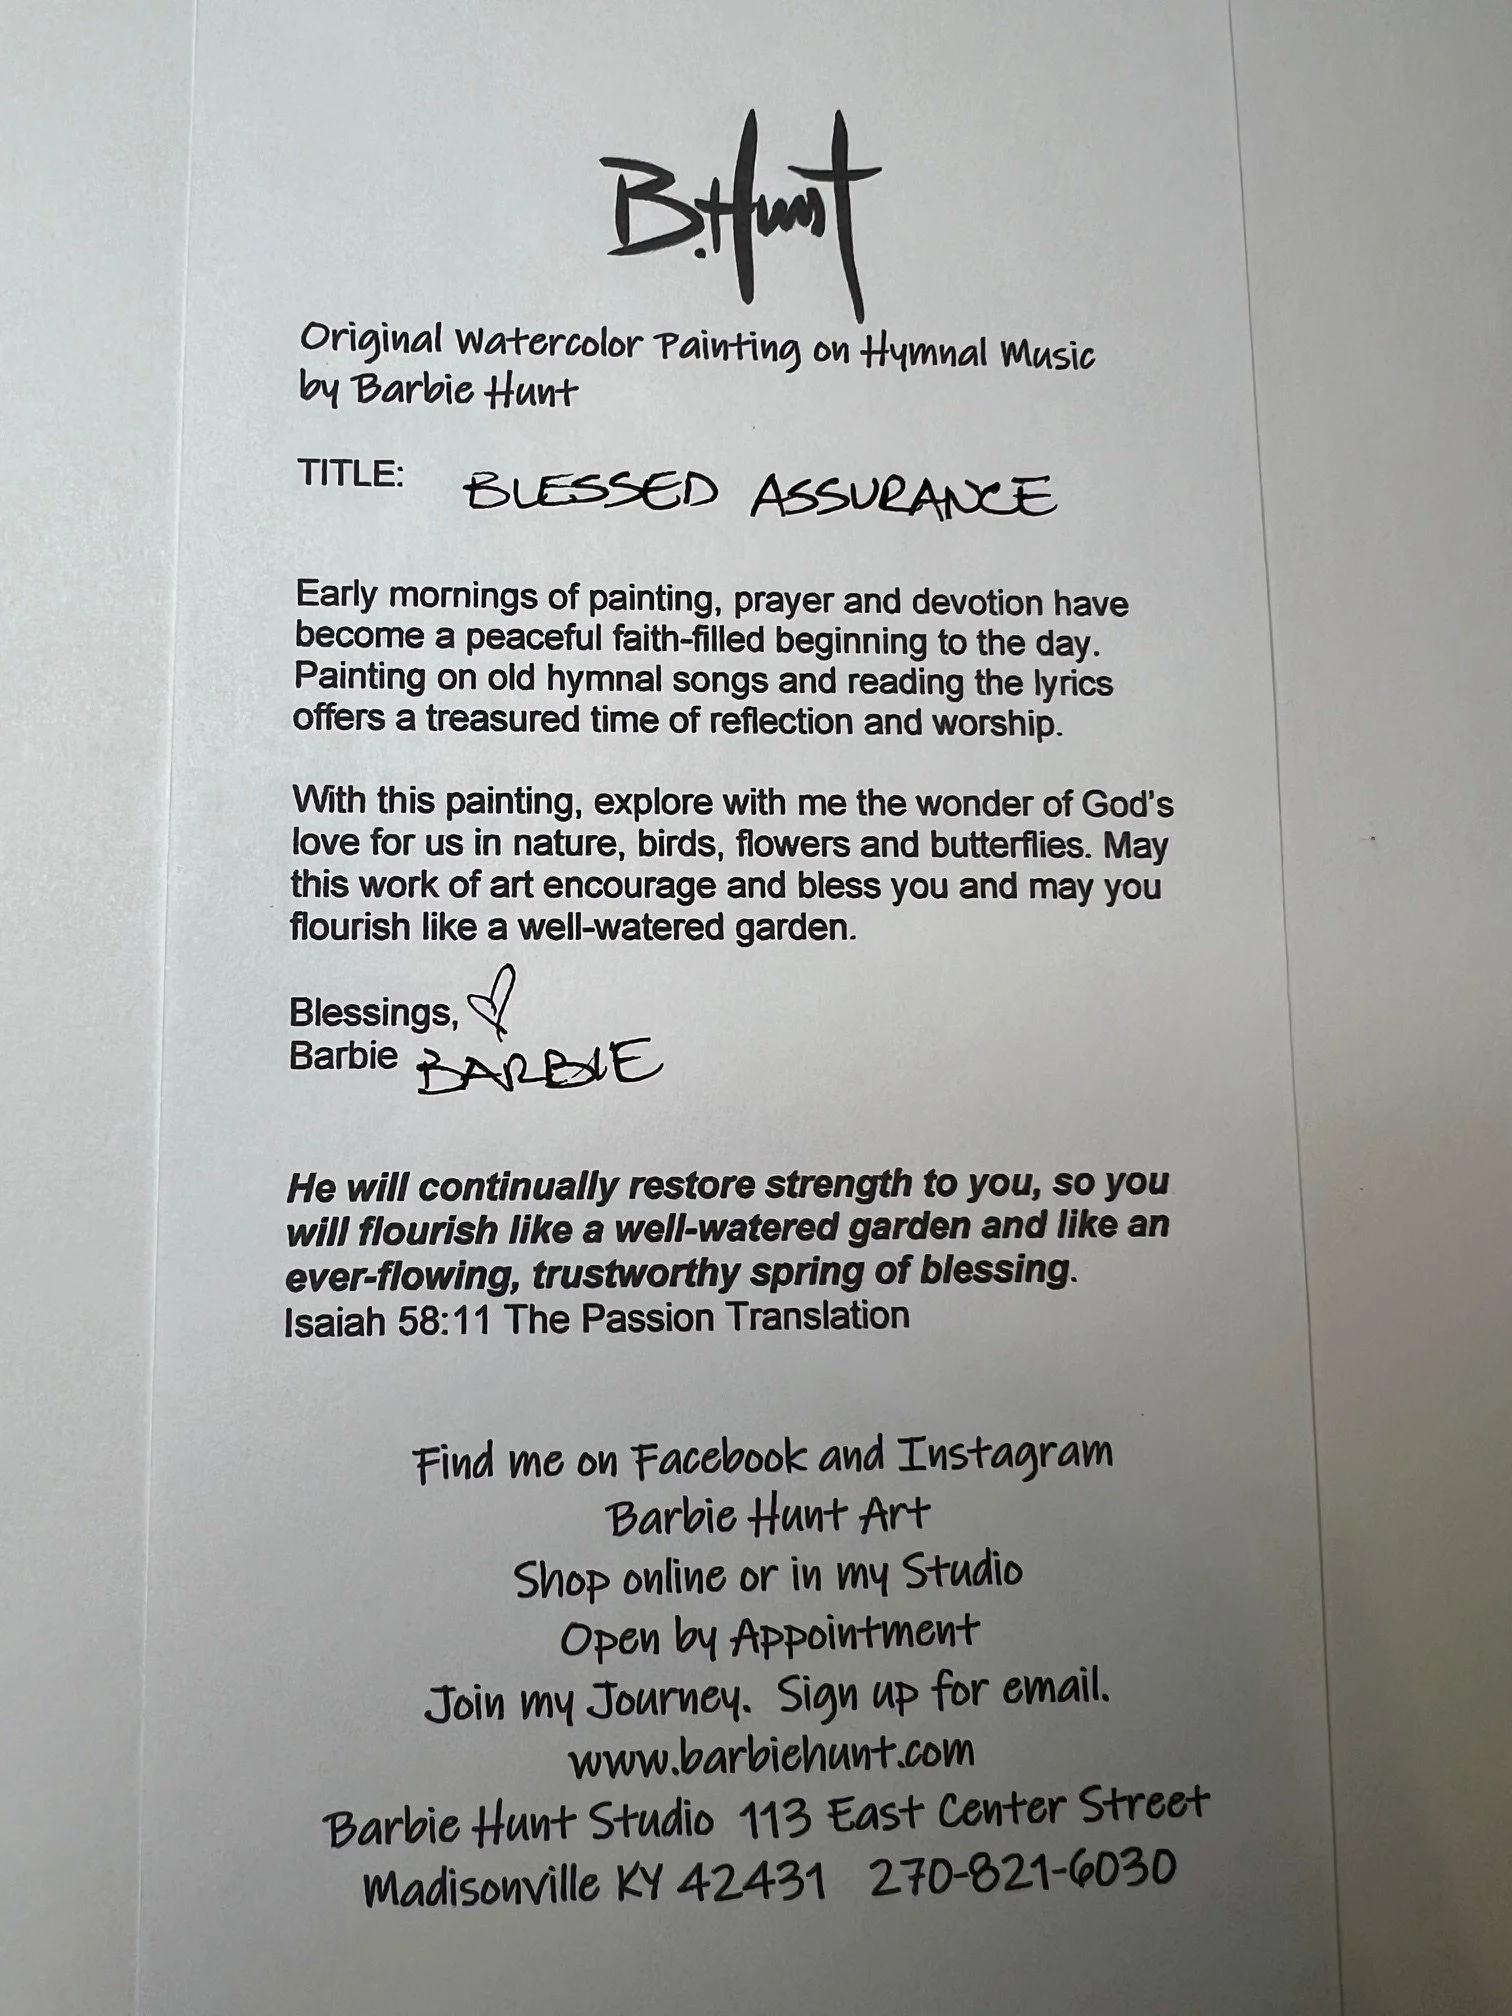 B. Hunt
Original Watercolor Painting on Hymnal Music
by Barbie Hunt
TITLE: BLESSED ASSURANCE
Early mornings of painting, prayer and devotion have
become a peaceful faith-filled beginning to the day.
Painting on old hymnal songs and reading the lyrics
offers a treasured time of reflection and worship.
With this painting, explore with me the wonder of God's
love for us in nature, birds, flowers and butterflies. May
this work of art encourage and bless you and may you
flourish like a well-watered garden.
Blessings,
Barbie BARBIE
He will continually restore strength to you, so you
will flourish like a well-watered garden and like an
ever-flowing, trustworthy spring of blessing.
Isaiah 58:11 The Passion Translation
Find me on Facebook and Instagram
Barbie Hunt Art
Shop online or in my Studio
Open by Appointment
Join my Journey. Sign up for email.
www.barbiehunt.com
Barbie Hunt Studio 113 East Center Street
Madisonville KY 42431 270-821-6030